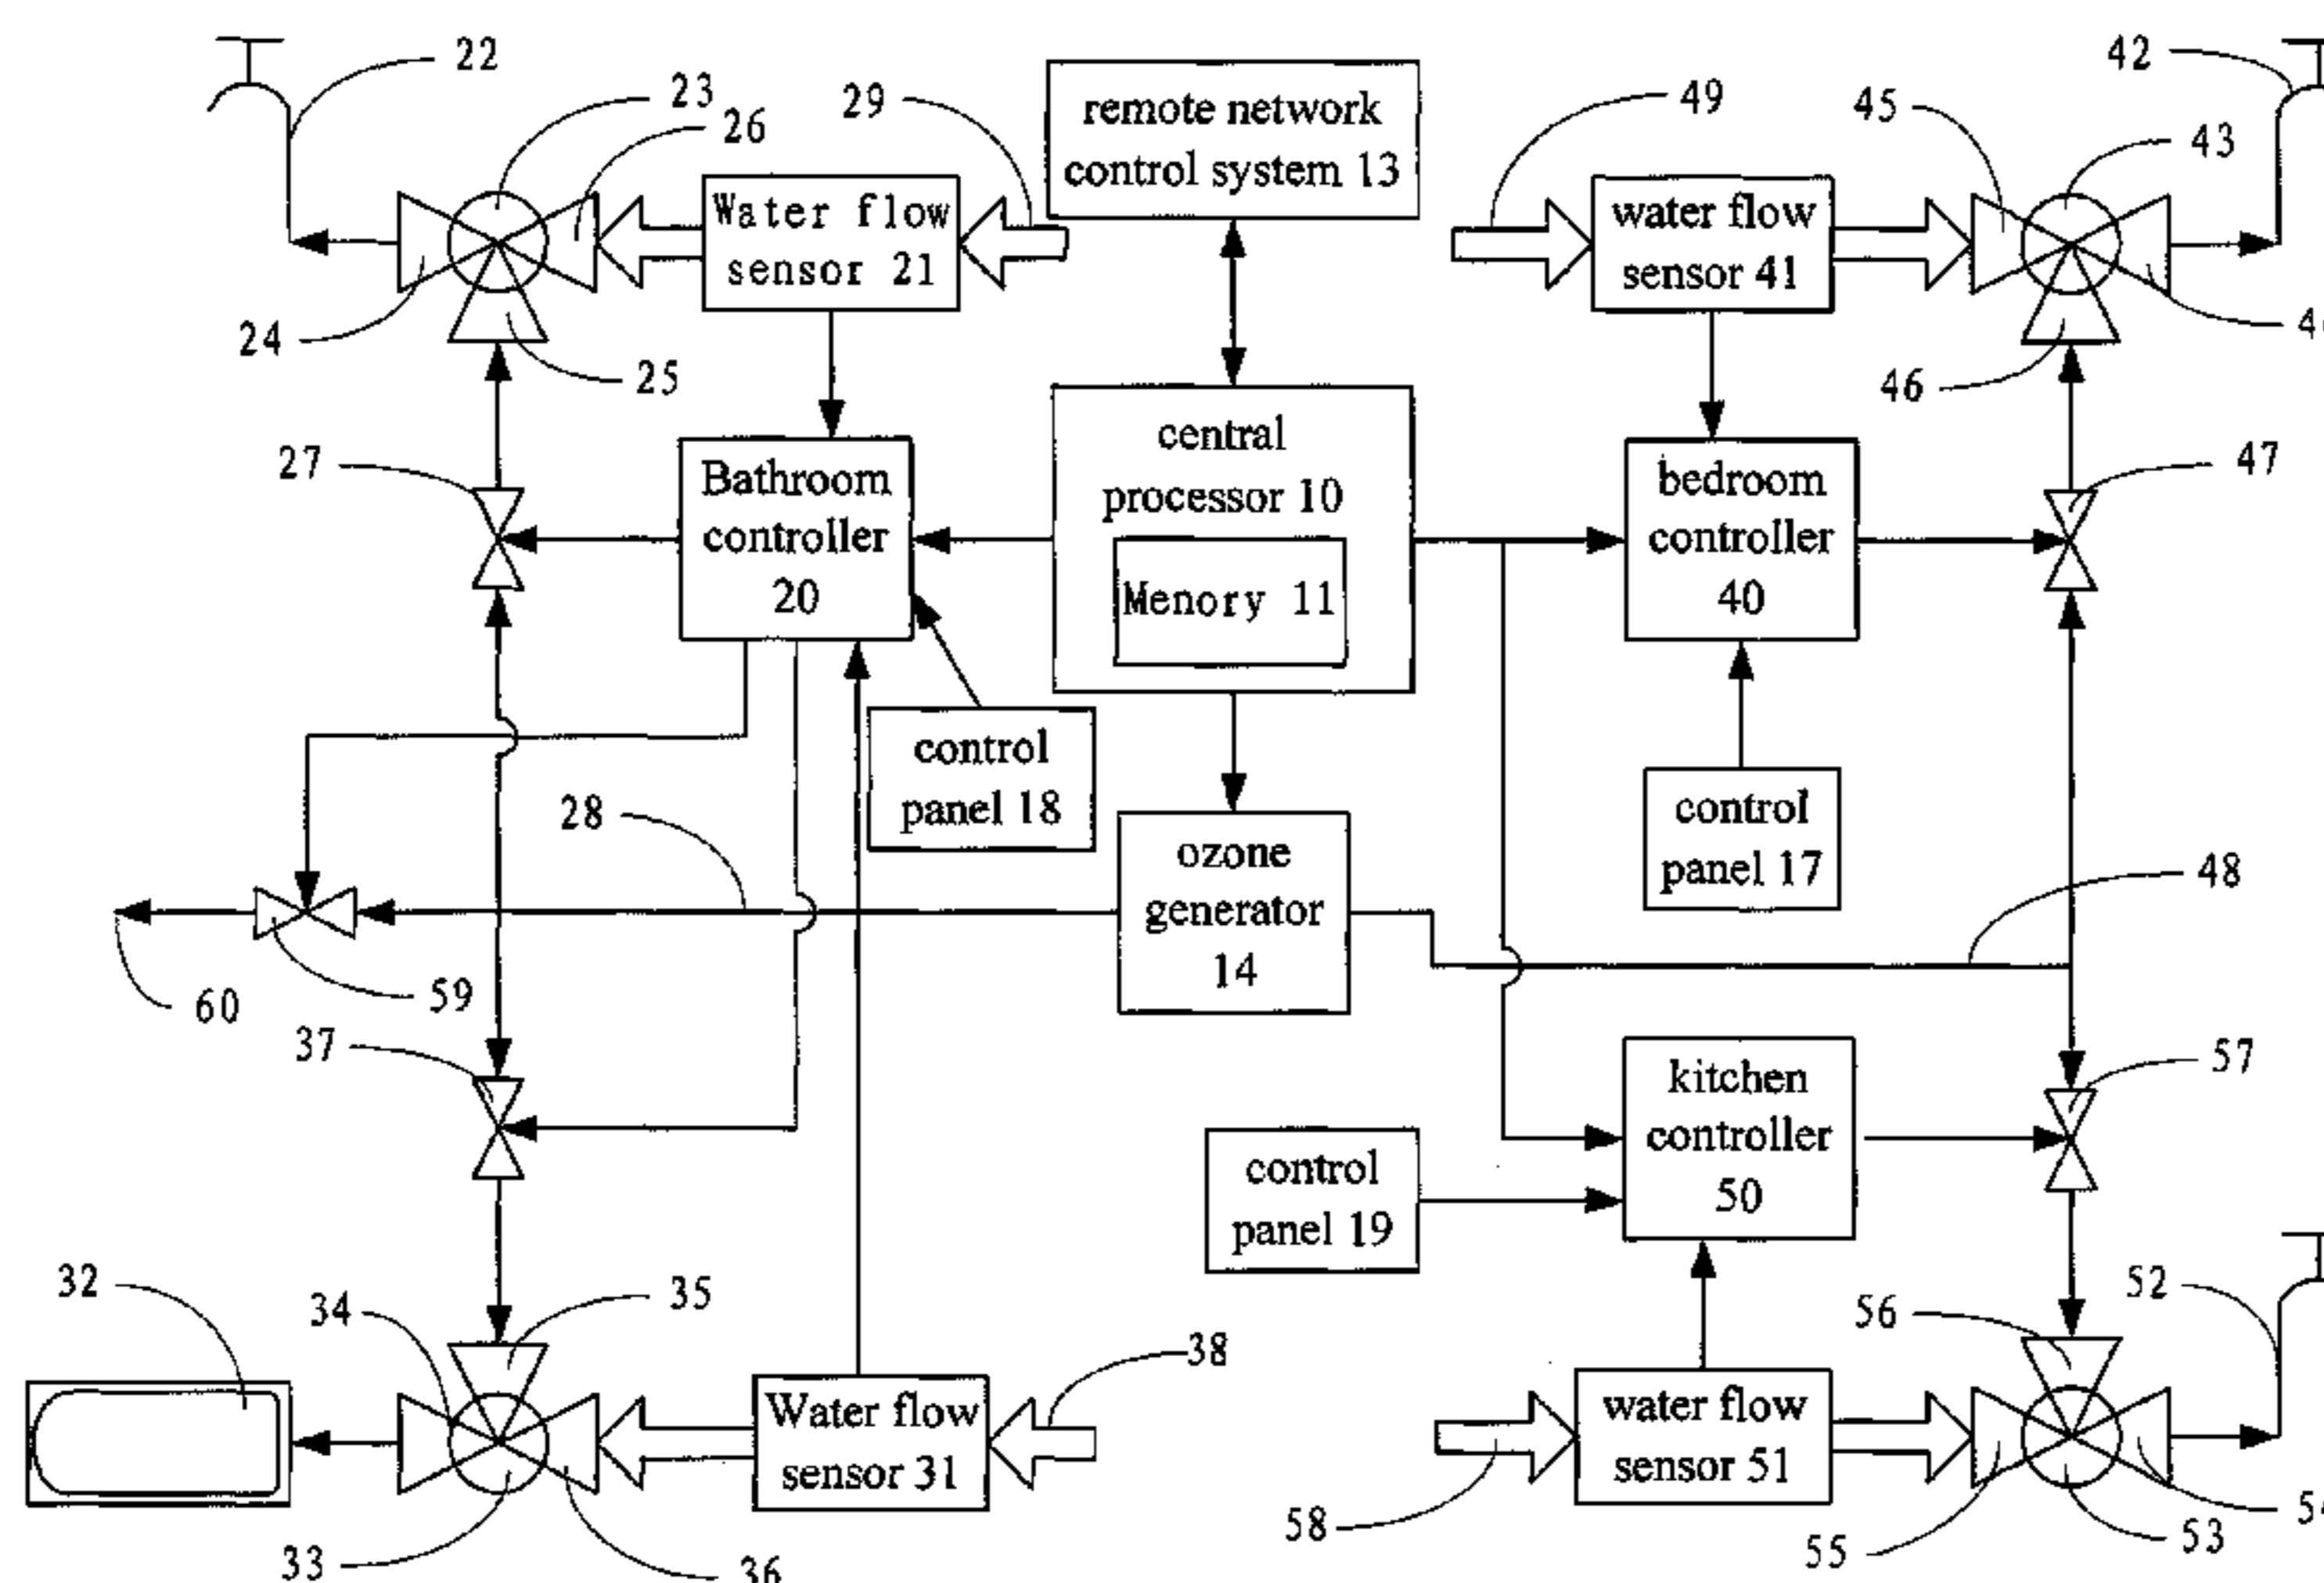 22
23
26
29
remote network
control system 13
49
45
43
42
Water flow
sensor 21
water flow
sensor 41
24
25
46
27
Bathroom
controller
20
central
processor 10
Menory 11
bedroom
controller
40
47
control
panel 18
28
ozone
generator
14
control
panel 17
48
60
59
37
kitchen
controller
50
57
control
panel 19
32
34
35
38
56
52
Water flow
sensor 31
water flow
sensor 51
33
36
58
55
53